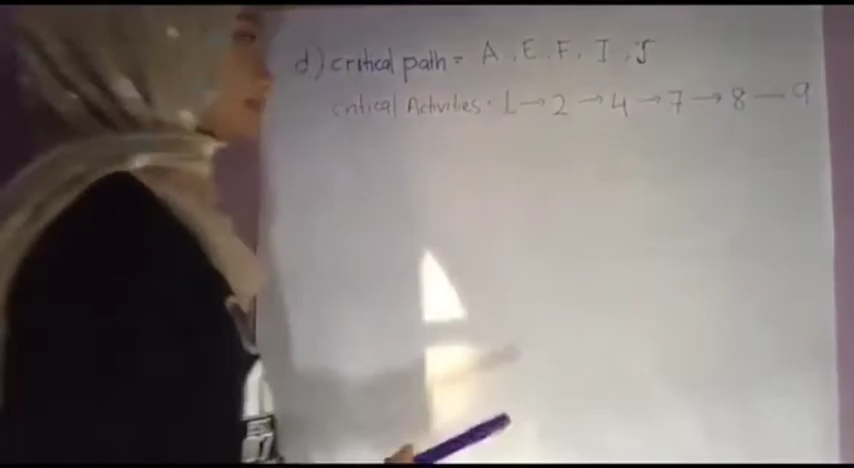 d) critical path = A, E, F, I, J
critical Activities. 1 → 2 → 4 → 7 → 8 — 9